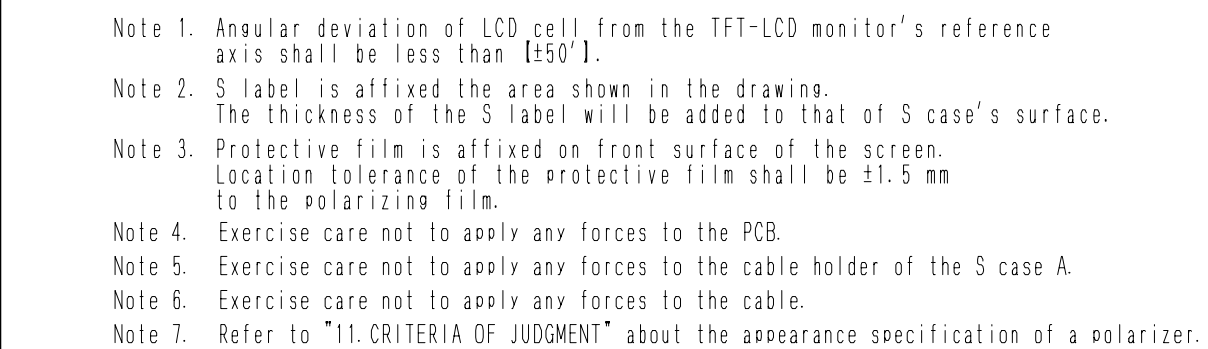 Note 1. Angular deviation of LCD cell from the TFT-LCD monitor's reference
axis shall be less than [±50'].
Note 2. S label is affixed the area shown in the drawing.
The thickness of the S label will be added to that of S case's surface.
Note 3. Protective film is affixed on front surface of the screen.
Location tolerance of the protective film shall be ±1.5 mm
to the polarizing film.
Note 4. Exercise care not to apply any forces to the PCB.
Note 5. Exercise care not to apply any forces to the cable holder of the S case A.
Note 6. Exercise care not to apply any forces to the cable.
Note 7. Refer to "11. CRITERIA OF JUDGMENT" about the appearance specification of a polarizer.